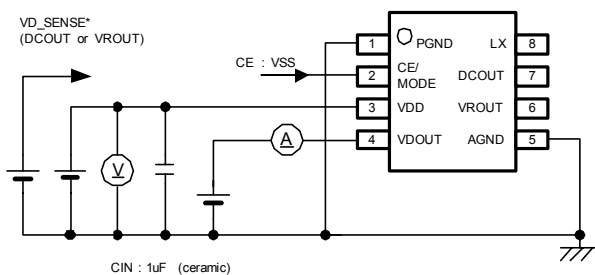 VD_SENSE*
(DCOUT or VROUT)
CE : VSS
1 PGND LX 8
2 CE/ MODE DCOUT 7
3 VDD VROUT 6
4 VDOUT AGND 5
V
A
CIN : 1uF (ceramic)